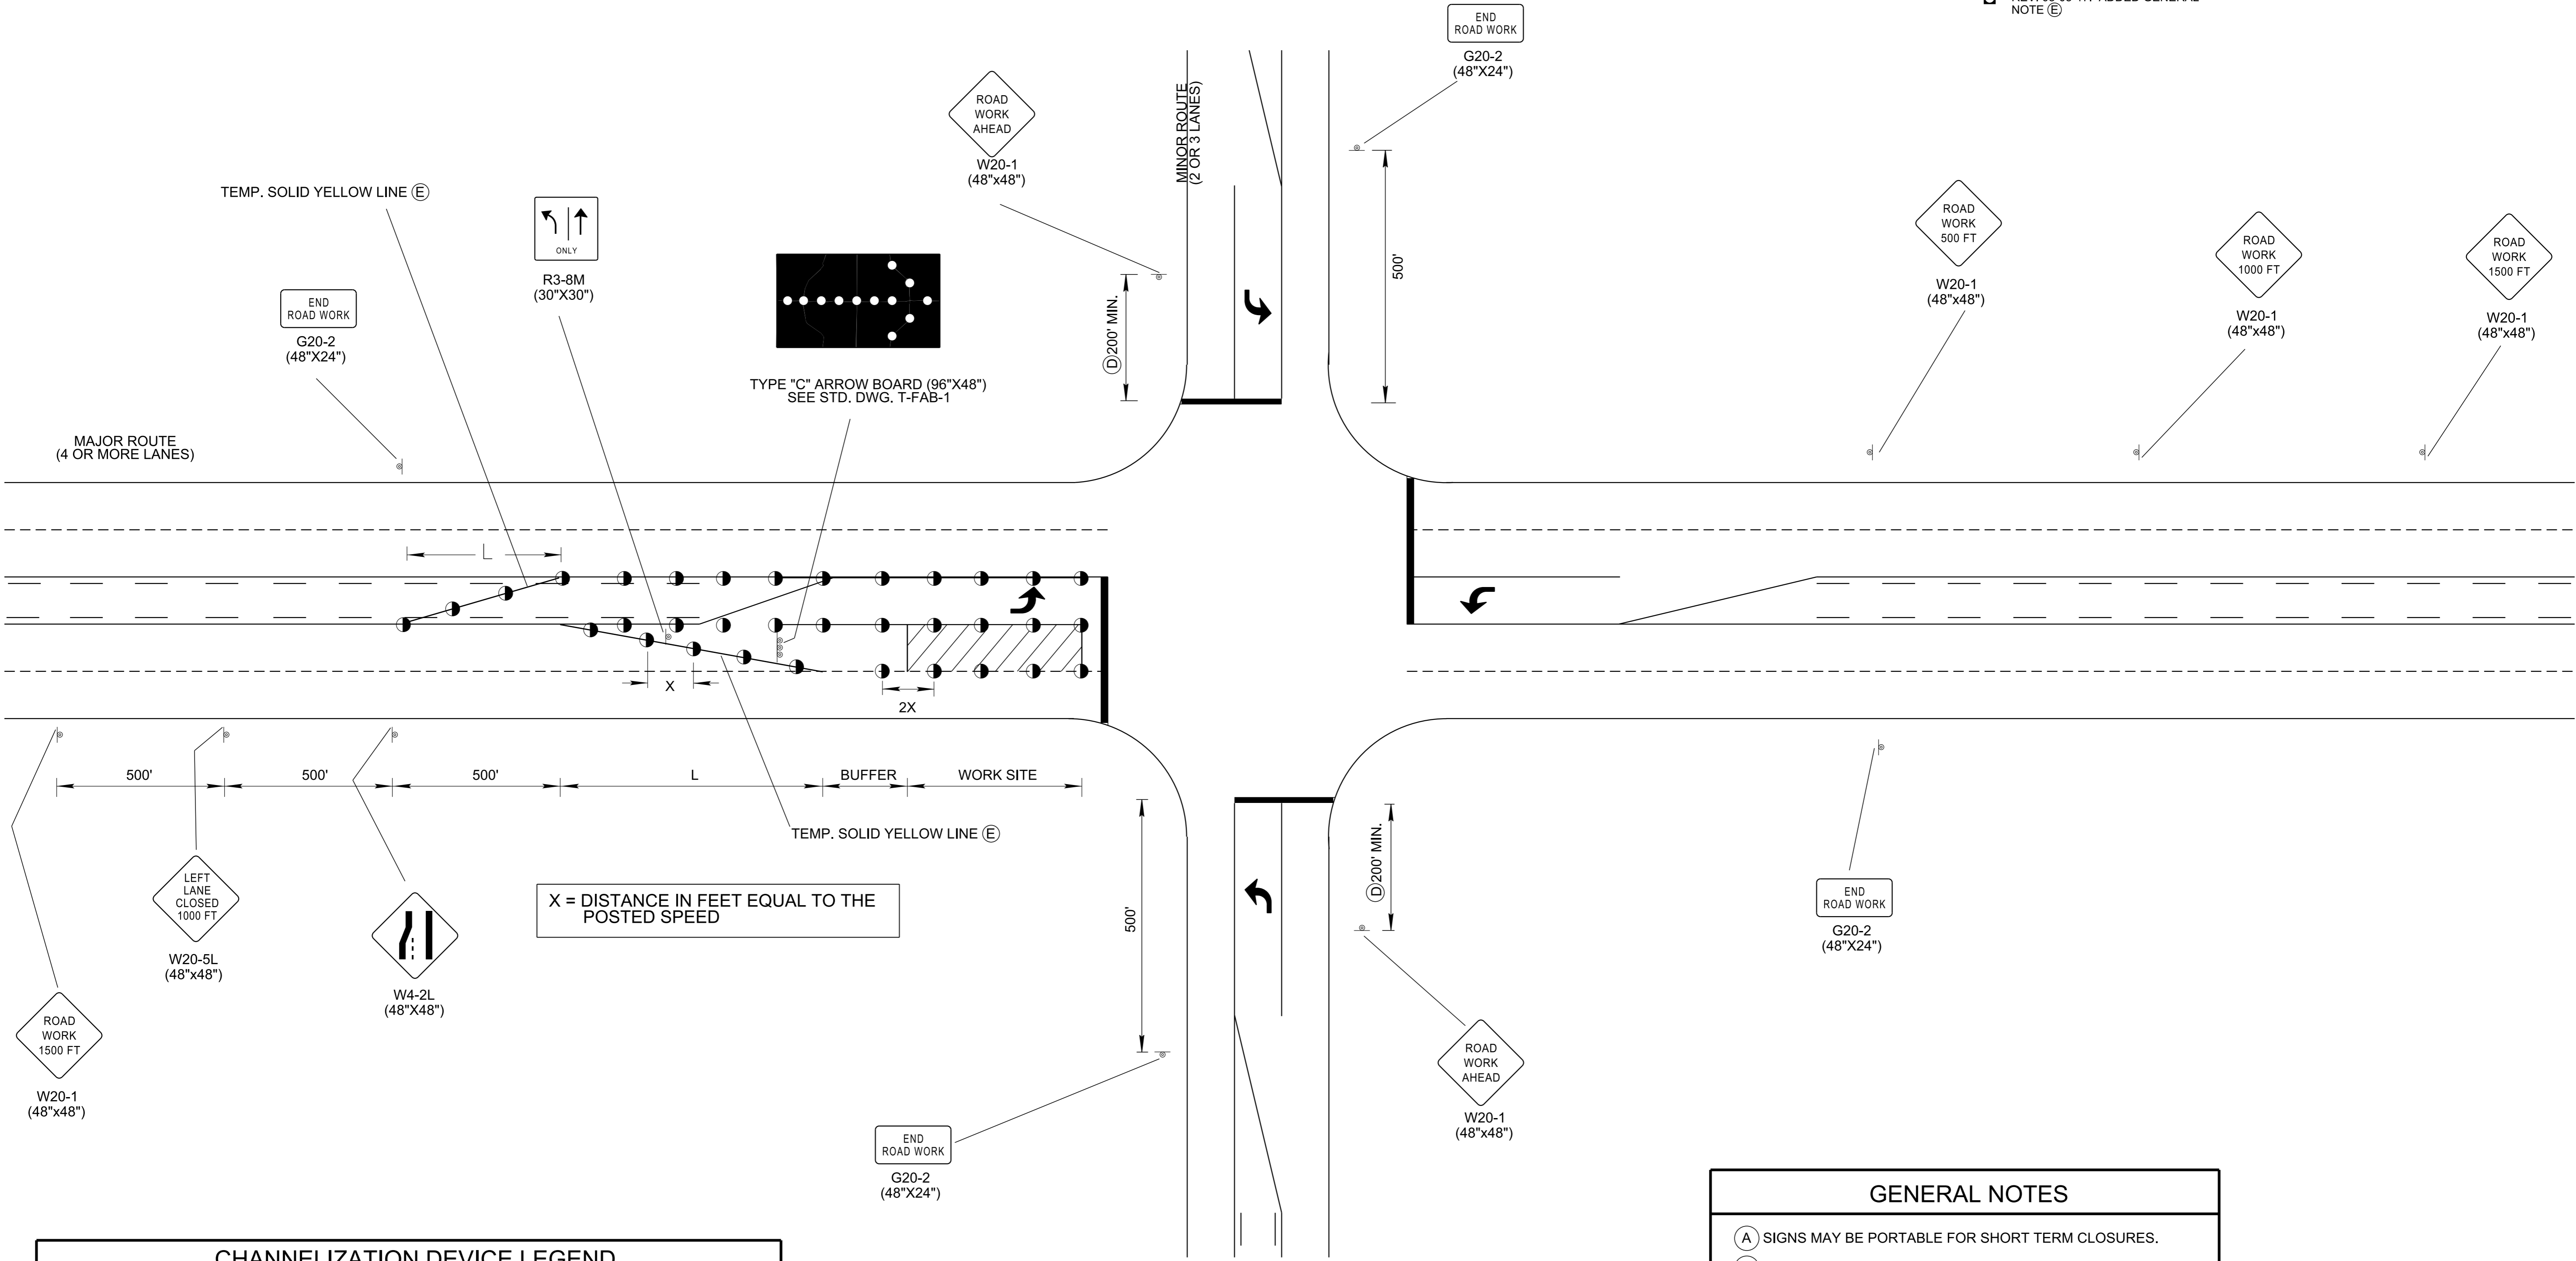 NOTE (E)
END
ROAD WORK
G20-2
(48"X24")
ROAD
WORK
AHEAD
W20-1
(48"x48")
MINOR ROUTE
(2 OR 3 LANES)
TEMP. SOLID YELLOW LINE (E)
ONLY
R3-8M
(30"X30")
END
ROAD WORK
G20-2
(48"X24")
TYPE "C" ARROW BOARD (96"X48")
SEE STD. DWG. T-FAB-1
(D) 200' MIN.
500'
ROAD
WORK
500 FT
W20-1
(48"x48")
ROAD
WORK
1000 FT
W20-1
(48"x48")
ROAD
WORK
1500 FT
W20-1
(48"x48")
MAJOR ROUTE
(4 OR MORE LANES)
L
X
2X
500'
500'
500'
L
BUFFER
WORK SITE
TEMP. SOLID YELLOW LINE (E)
LEFT
LANE
CLOSED
1000 FT
W20-5L
(48"x48")
W4-2L
(48"X48")
ROAD
WORK
1500 FT
W20-1
(48"x48")
X = DISTANCE IN FEET EQUAL TO THE
POSTED SPEED
500'
(D) 200' MIN.
END
ROAD WORK
G20-2
(48"X24")
ROAD
WORK
AHEAD
W20-1
(48"x48")
END
ROAD WORK
G20-2
(48"X24")
CHANNELIZATION DEVICE LEGEND
GENERAL NOTES
(A) SIGNS MAY BE PORTABLE FOR SHORT TERM CLOSURES.